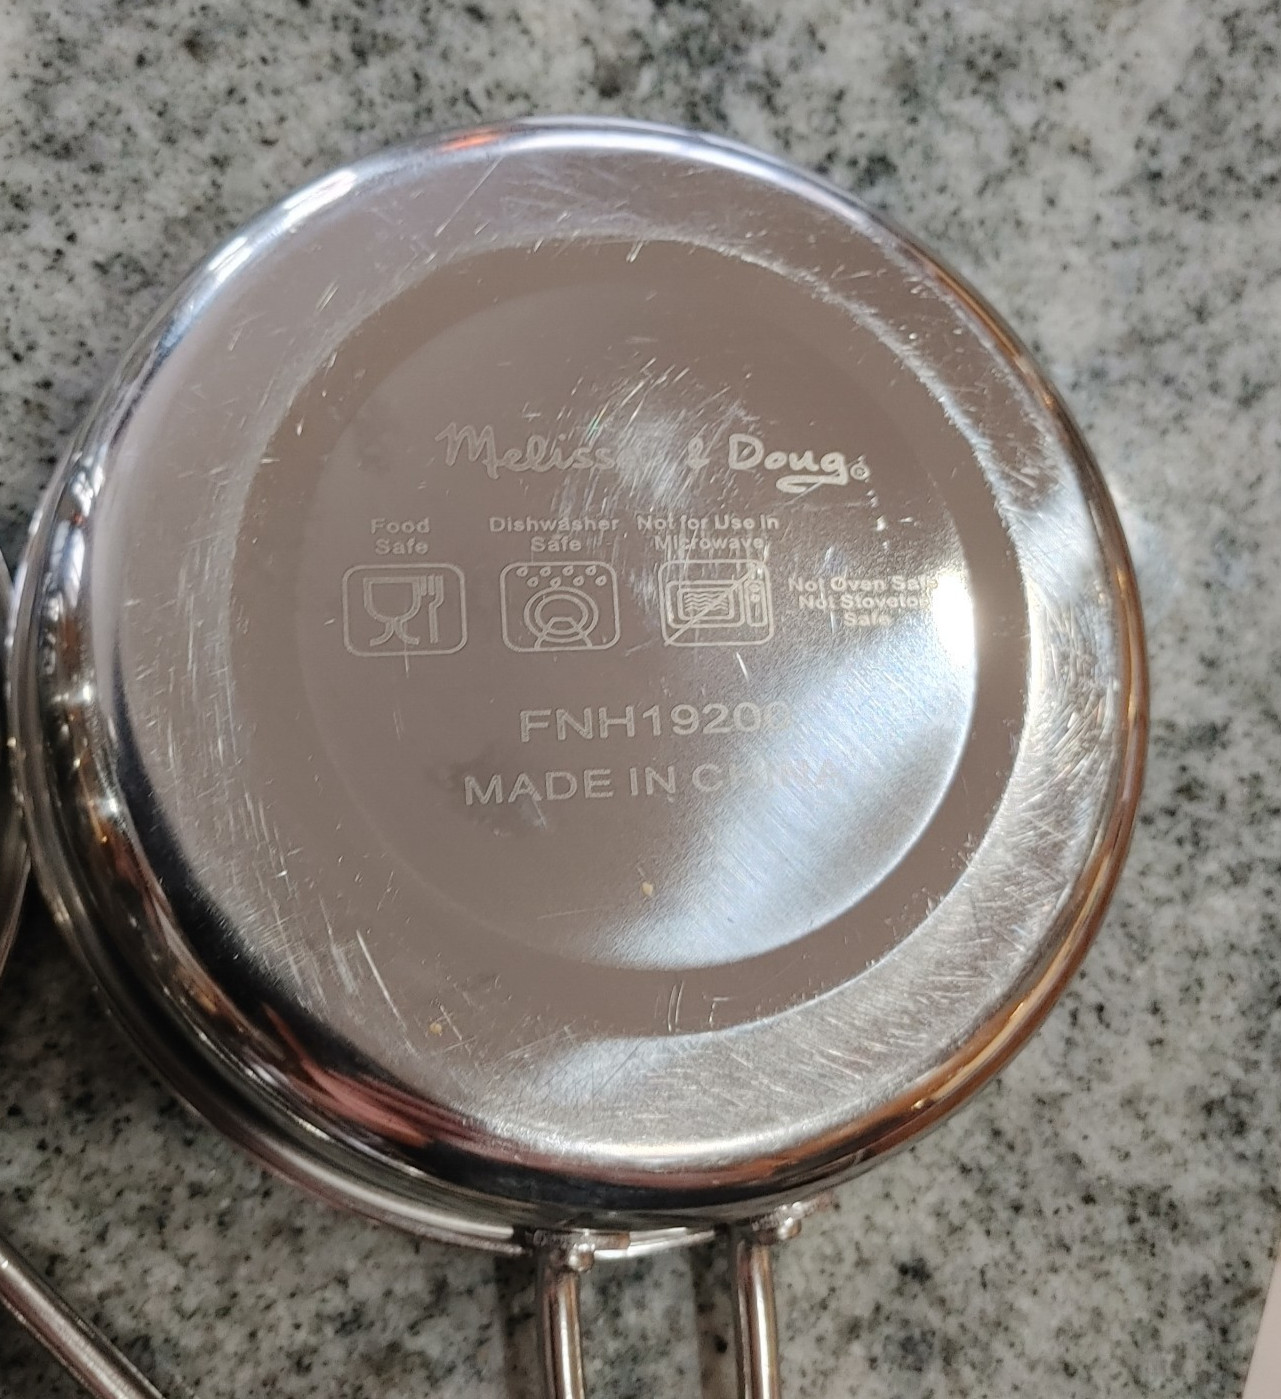 Melissa & Doug®
Food Safe
Dishwasher Safe
Not for Use in Microwave
Not Oven Safe
Not Stovetop
Safe
MADE IN CHINA